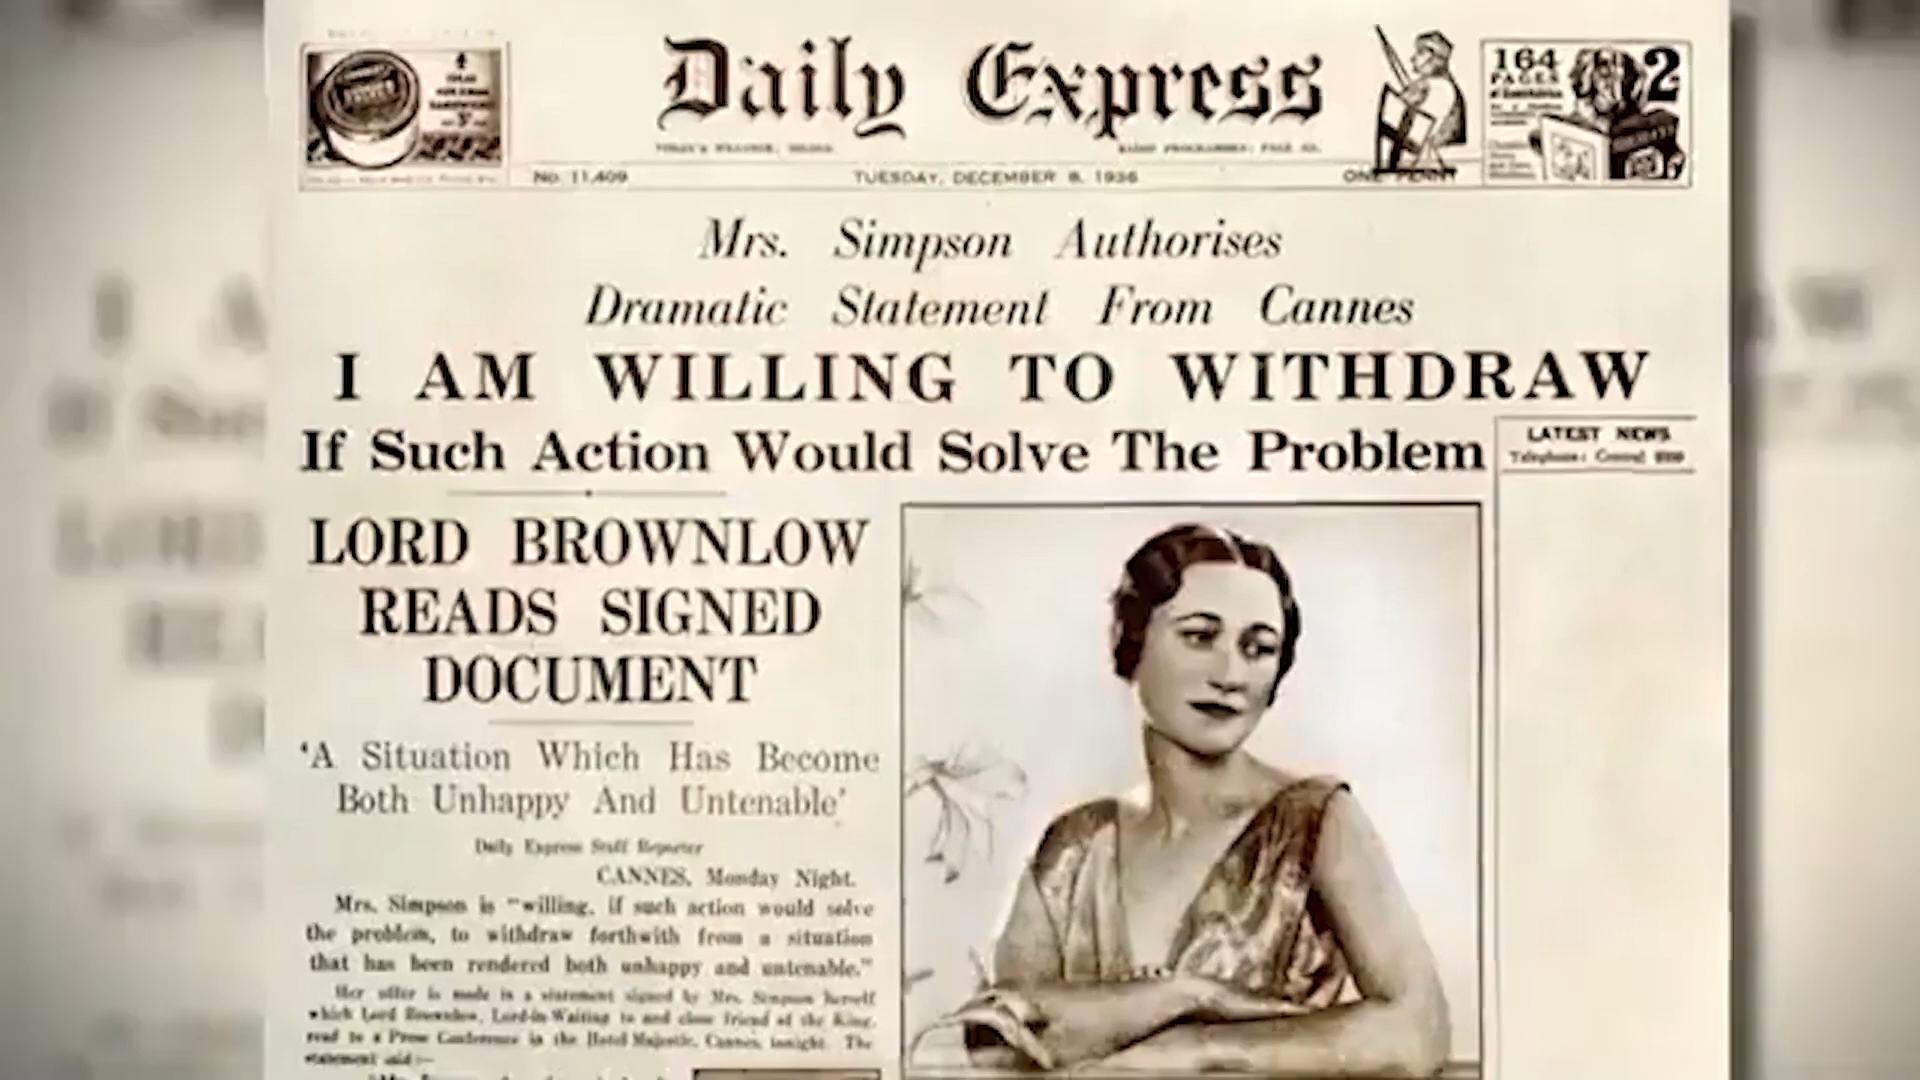 Daily Express
164
PAGES
2
No. 11,409
TUESDAY, DECEMBER 8, 1936
ONE PENNY
Mrs. Simpson Authorises
Dramatic Statement From Cannes
I AM WILLING TO WITHDRAW
If Such Action Would Solve The Problem
LATEST NEWS
Telephone: Central
LORD BROWNLOW
READS SIGNED
DOCUMENT
'A Situation Which Has Become
Both Unhappy And Untenable'
Daily Express Staff Reporter
CANNES, Monday Night.
Mrs. Simpson is "willing, if such action would solve
the problem, to withdraw forthwith from a situation
that has been rendered both unhappy and untenable."
Her offer is made in a statement signed by Mrs. Simpson herself
which Lord Brownlow, Lord-in-Waiting to and close friend of the King,
read to a Press Conference in the Hotel Majestic, Cannes, tonight. The
statement said:—